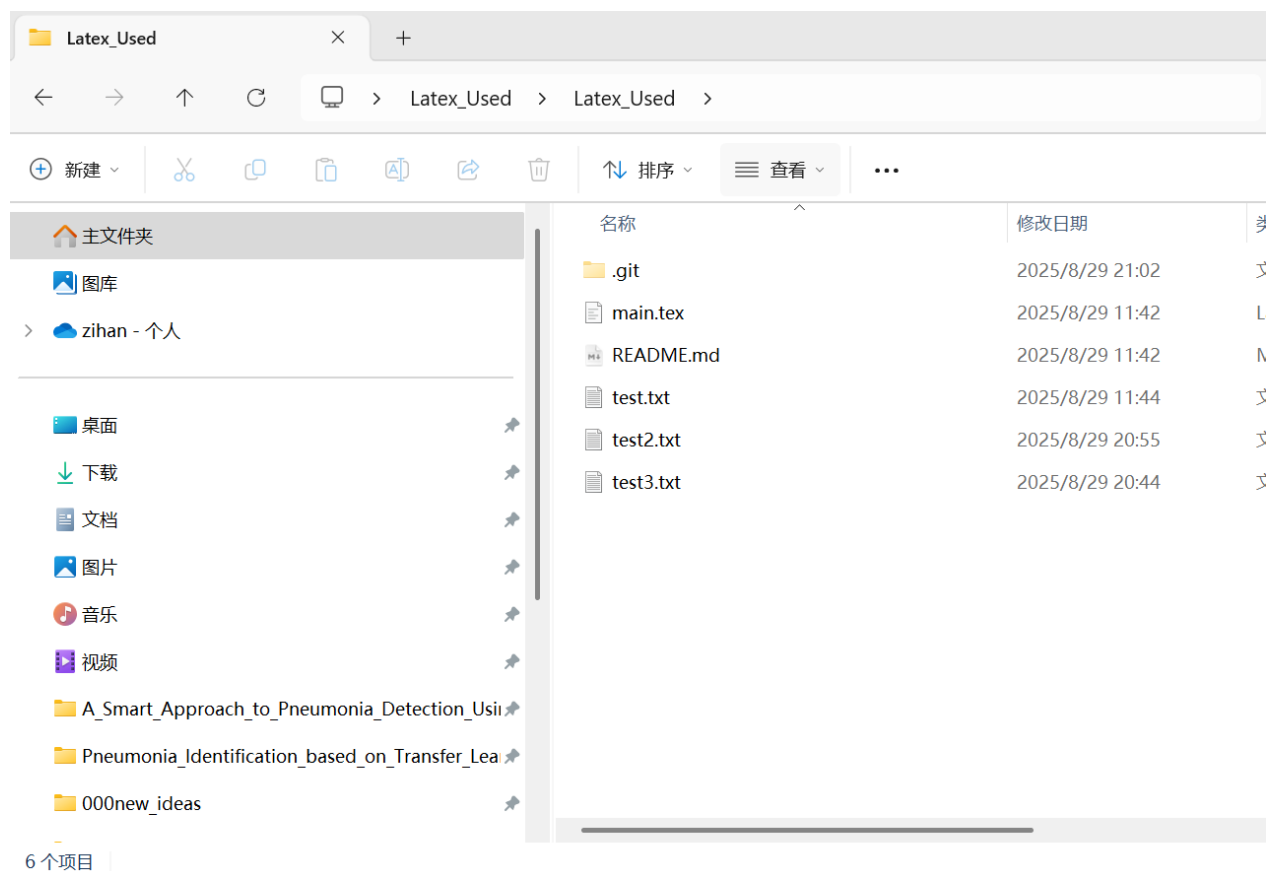 Latex_Used
Latex_Used > Latex_Used >
新建 排序 查看
主文件夹
图库
zihan - 个人
桌面
下载
文档
图片
音乐
视频
A_Smart_Approach_to_Pneumonia_Detection_Usi
Pneumonia_Identification_based_on_Transfer_Lea
000new_ideas
名称 修改日期
.git 2025/8/29 21:02
main.tex 2025/8/29 11:42
README.md 2025/8/29 11:42
test.txt 2025/8/29 11:44
test2.txt 2025/8/29 20:55
test3.txt 2025/8/29 20:44
6 个项目